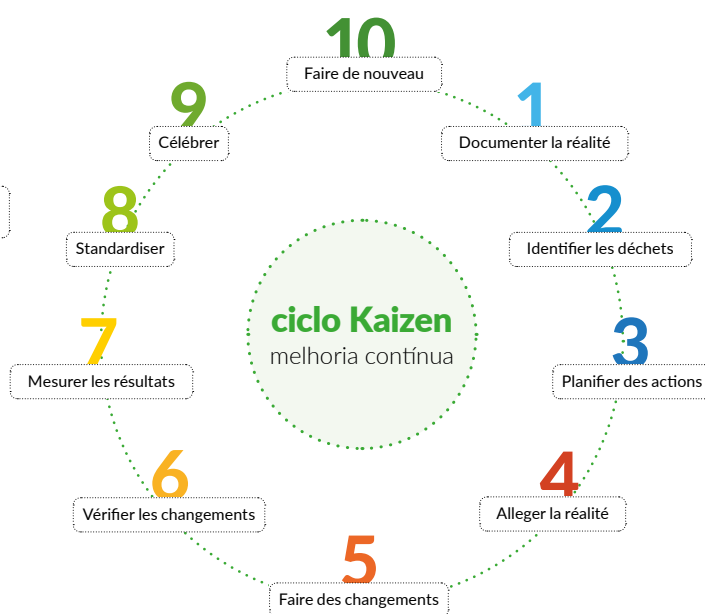 10
Faire de nouveau
1
Documenter la réalité
2
Identifier les déchets
3
Planifier des actions
4
Alleger la réalité
5
Faire des changements
6
Vérifier les changements
7
Mesurer les résultats
8
Standardiser
9
Célébrer
ciclo Kaizen
melhoria contínua